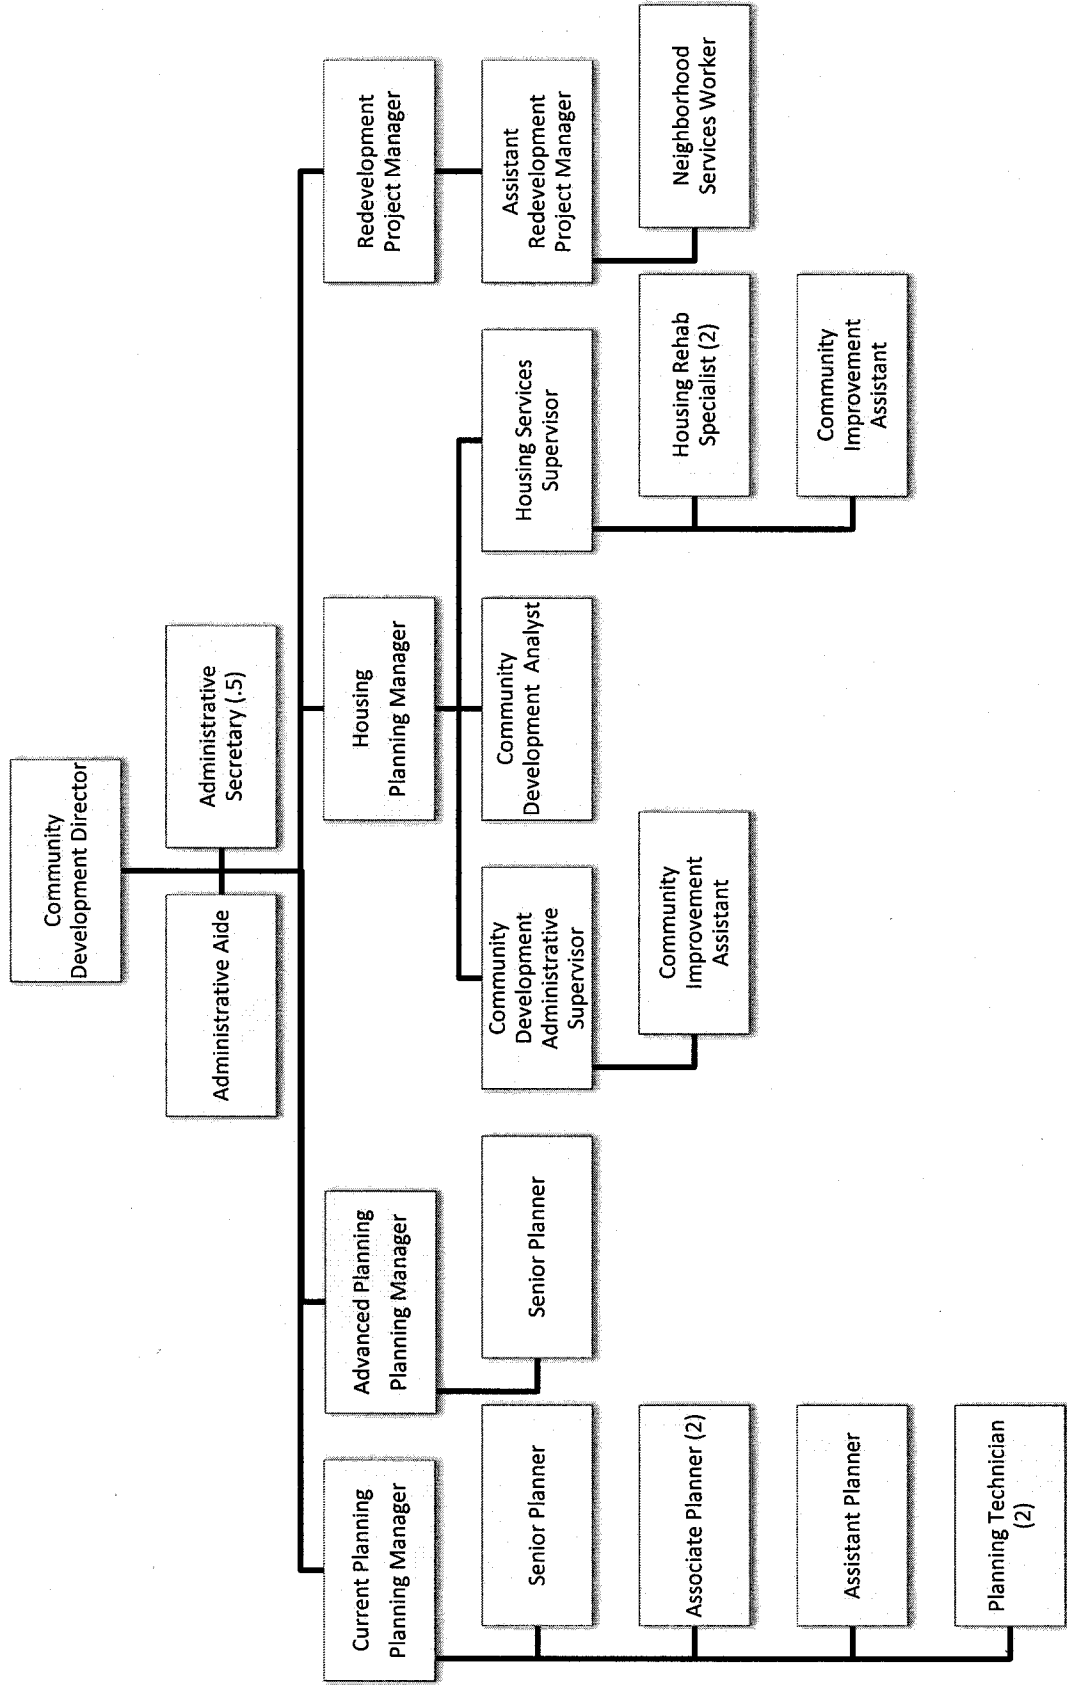 Community
Development Director
Administrative Aide
Administrative
Secretary (.5)
Current Planning
Planning Manager
Advanced Planning
Planning Manager
Housing
Planning Manager
Redevelopment
Project Manager
Senior Planner
Senior Planner
Community
Development
Administrative
Supervisor
Community
Development Analyst
Housing Services
Supervisor
Assistant
Redevelopment
Project Manager
Associate Planner (2)
Community
Improvement
Assistant
Housing Rehab
Specialist (2)
Neighborhood
Services Worker
Assistant Planner
Community
Improvement
Assistant
Planning Technician
(2)